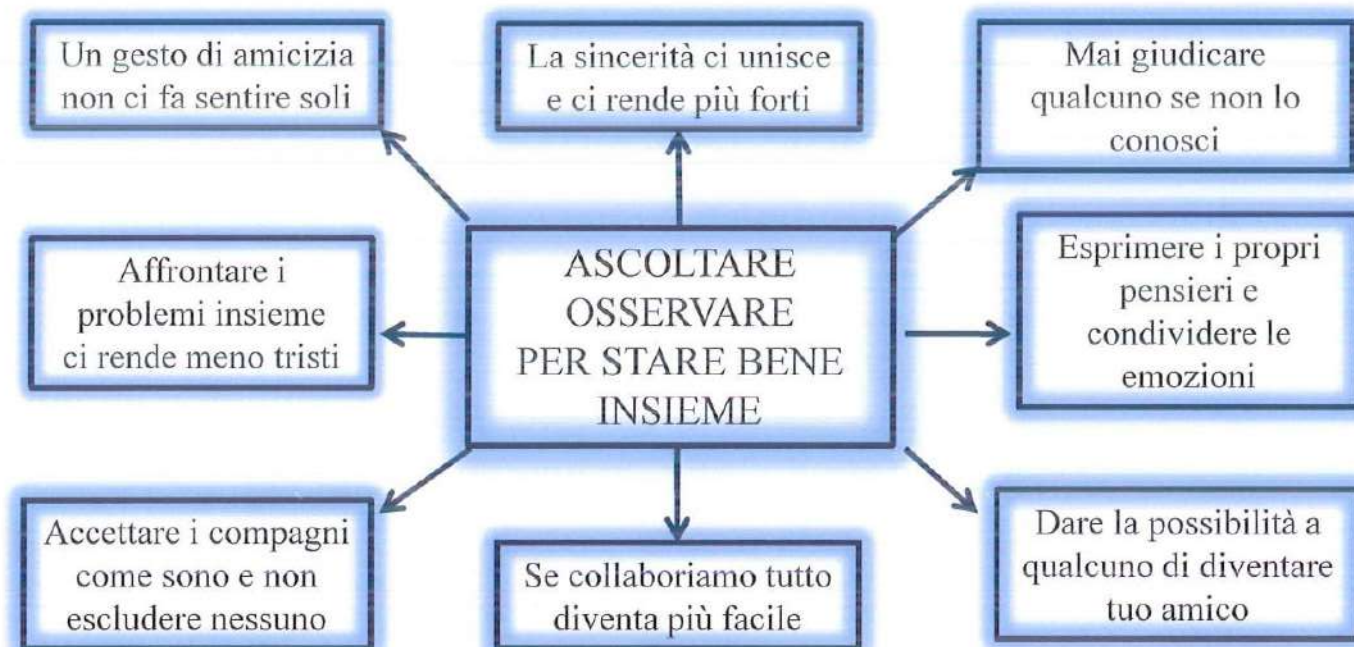 Un gesto di amicizia
non ci fa sentire soli
La sincerità ci unisce
e ci rende più forti
Mai giudicare
qualcuno se non lo
conosci
Affrontare i
problemi insieme
ci rende meno tristi
ASCOLTARE
OSSERVARE
PER STARE BENE
INSIEME
Esprimere i propri
pensieri e
condividere le
emozioni
Accettare i compagni
come sono e non
escludere nessuno
Se collaboriamo tutto
diventa più facile
Dare la possibilità a
qualcuno di diventare
tuo amico